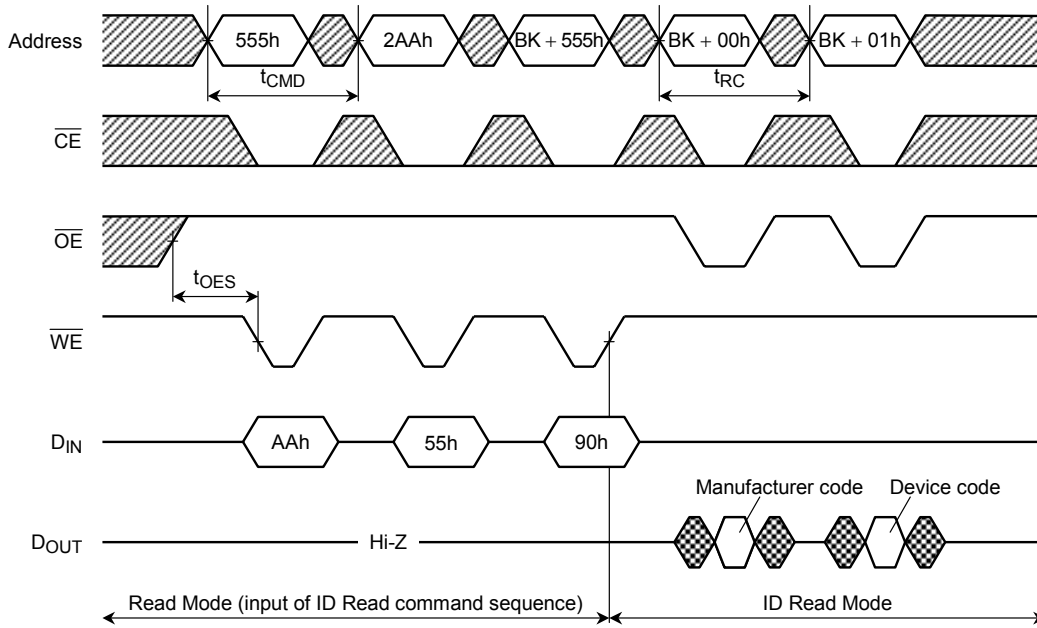 Address 555h 2AAh BK + 555h BK + 00h BK + 01h
tCMD tRC
CE
OE
tOES
WE
DIN AAh 55h 90h
Manufacturer code Device code
DOUT Hi-Z
Read Mode (input of ID Read command sequence) ID Read Mode